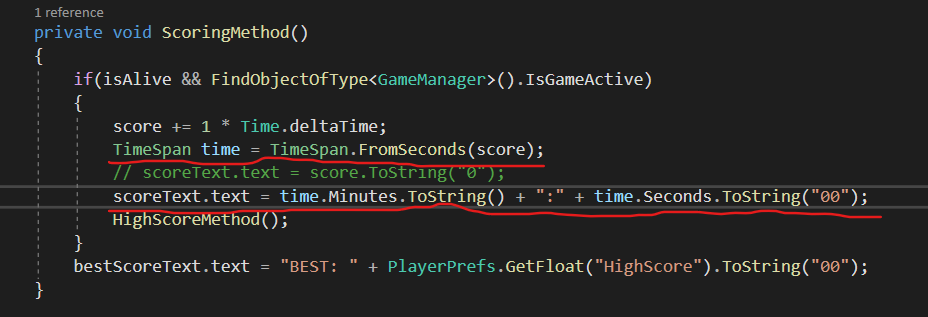 1 reference
private void ScoringMethod()
{
if(isAlive && FindObjectOfType<GameManager>().IsGameActive)
{
score += 1 * Time.deltaTime;
TimeSpan time = TimeSpan.FromSeconds(score);
// scoreText.text = score.ToString("0");
scoreText.text = time.Minutes.ToString() + ":" + time.Seconds.ToString("00");
HighScoreMethod();
}
bestScoreText.text = "BEST: " + PlayerPrefs.GetFloat("HighScore").ToString("00");
}